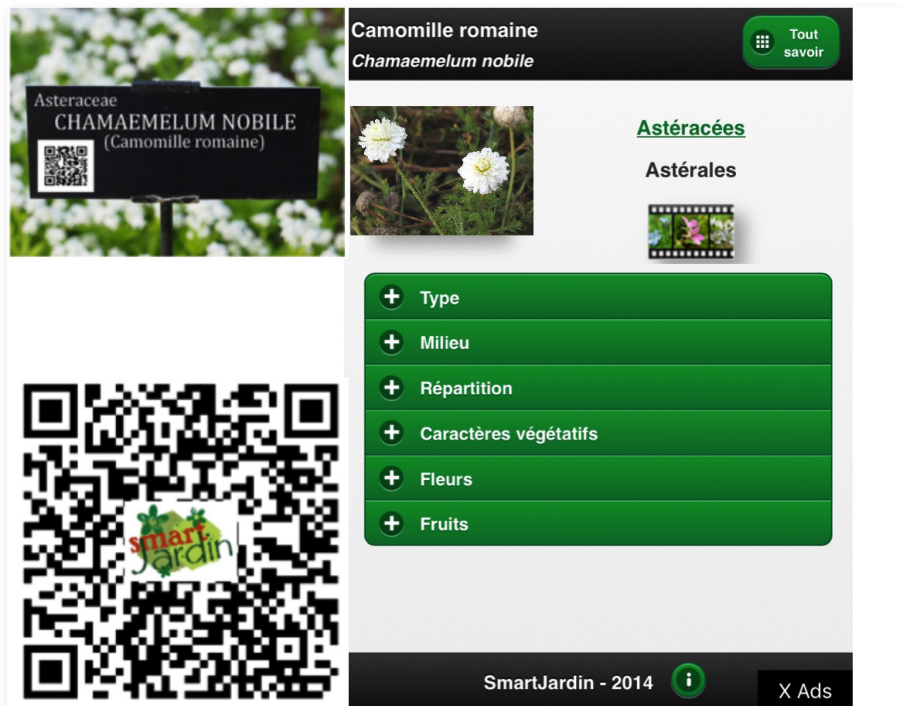 Asteraceae
CHAMAEMELUM NOBILE
(Camomille romaine)
smart
Jardin
Camomille romaine
Chamaemelum nobile
Tout
savoir
Astéracées
Astérales
Type
Milieu
Répartition
Caractères végétatifs
Fleurs
Fruits
SmartJardin - 2014
i
X Ads